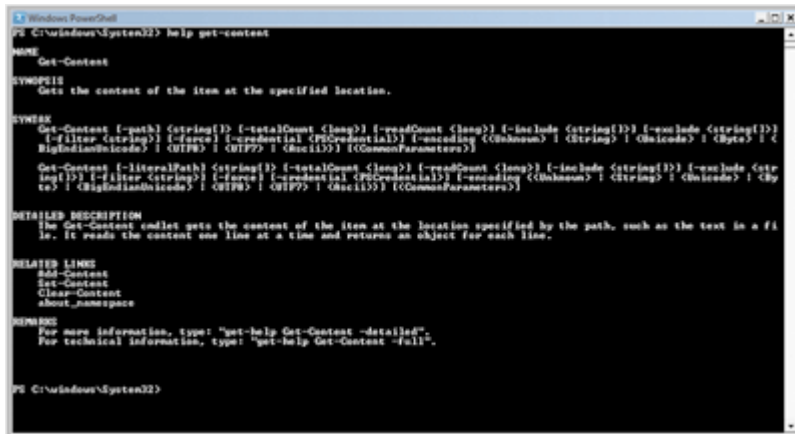 Windows PowerShell
PS C:\windows\System32> help get-content
NAME
Get-Content
SYNOPSIS
Gets the content of the item at the specified location.
SYNTAX
Get-Content [-path] <string[]> [-totalCount <long>] [-readCount <long>] [-include <string[]>] [-exclude <string[]>]
[-filter <string>] [-force] [-credential <PSCredential>] [-encoding {<Unknown> | <String> | <Unicode> | <Byte> | <
BigEndianUnicode> | <UTF8> | <UTF7> | <Ascii>}] [<CommonParameters>]
Get-Content [-literalPath] <string[]> [-totalCount <long>] [-readCount <long>] [-include <string[]>] [-exclude <str
ing[]>] [-filter <string>] [-force] [-credential <PSCredential>] [-encoding {<Unknown> | <String> | <Unicode> | <By
te> | <BigEndianUnicode> | <UTF8> | <UTF7> | <Ascii>}] [<CommonParameters>]
DETAILED DESCRIPTION
The Get-Content cmdlet gets the content of the item at the location specified by the path, such as the text in a fi
le. It reads the content one line at a time and returns an object for each line.
RELATED LINKS
Add-Content
Set-Content
Clear-Content
about_namespace
REMARKS
For more information, type: "get-help Get-Content -detailed".
For technical information, type: "get-help Get-Content -full".
PS C:\windows\System32>